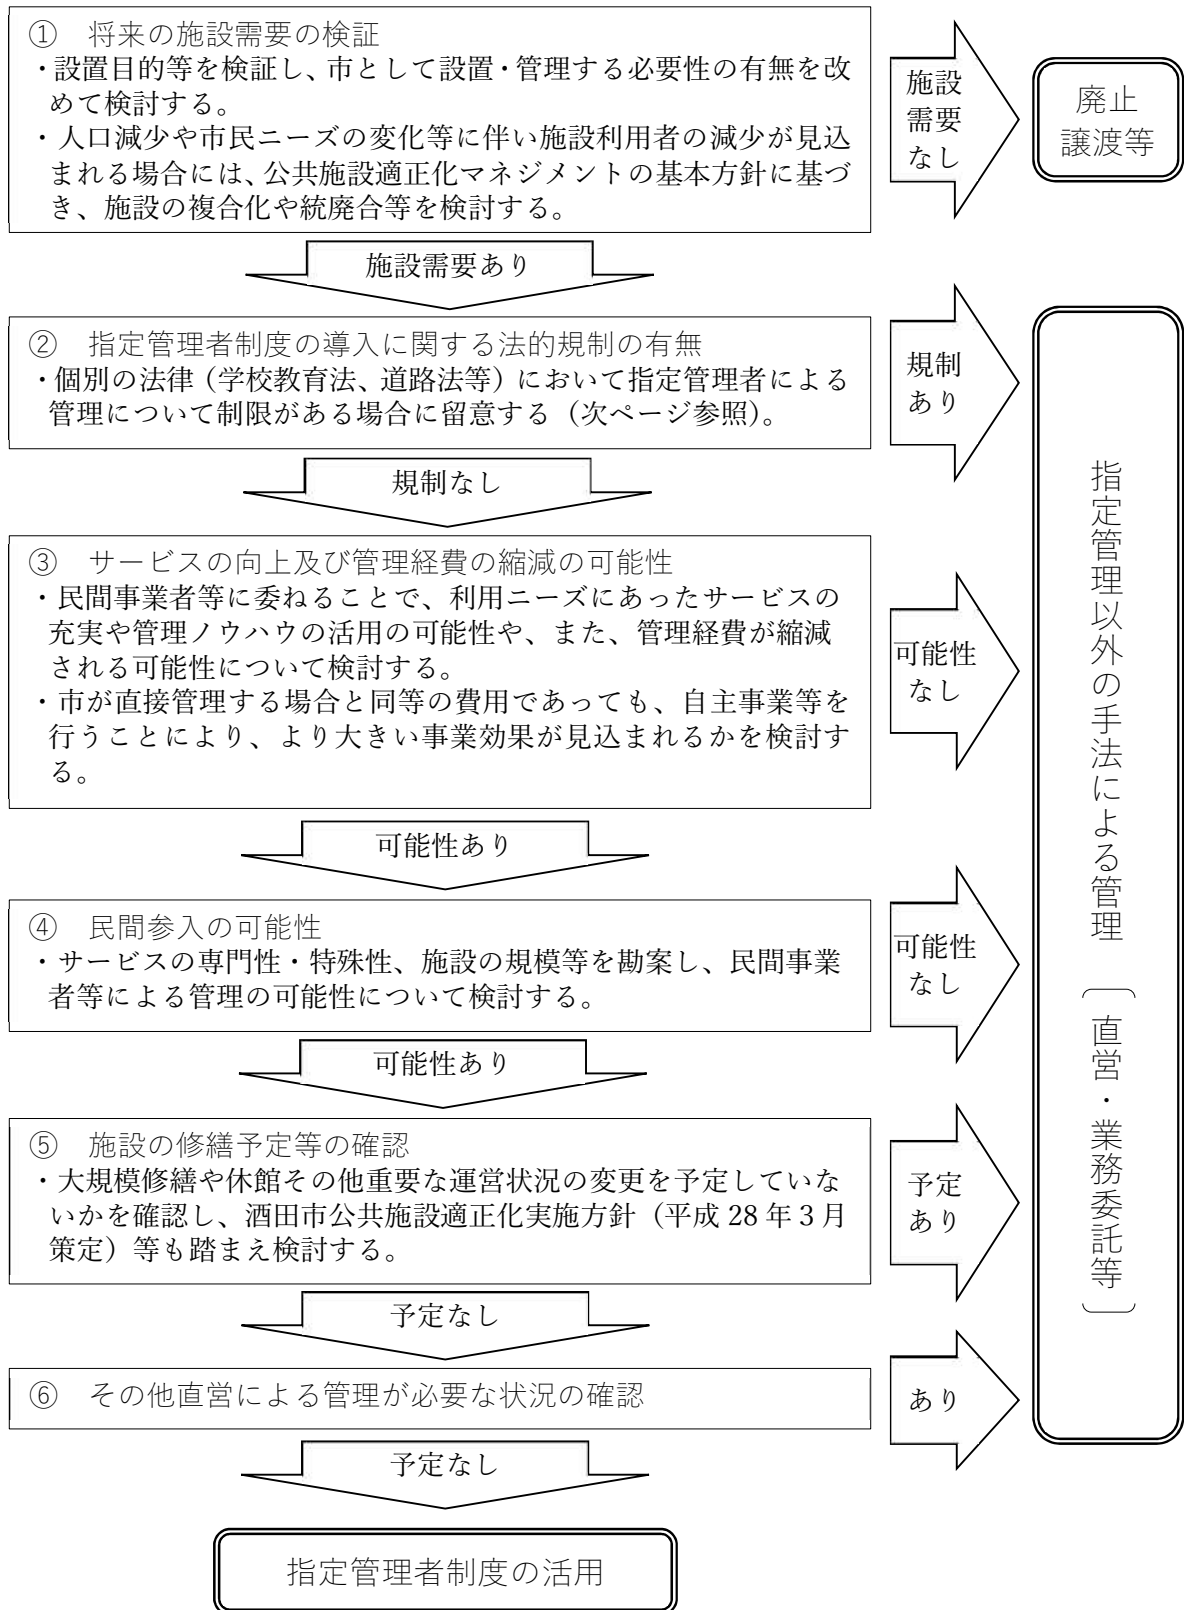 ① 将来の施設需要の検証
・設置目的等を検証し、市として設置・管理する必要性の有無を改
めて検討する。
・人口減少や市民ニーズの変化等に伴い施設利用者の減少が見込
まれる場合には、公共施設適正化マネジメントの基本方針に基づ
き、施設の複合化や統廃合等を検討する。
施設
需要
なし
廃止
譲渡等
施設需要あり
② 指定管理者制度の導入に関する法的規制の有無
・個別の法律（学校教育法、道路法等）において指定管理者による
管理について制限がある場合に留意する（次ページ参照）。
規制
あり
規制なし
③ サービスの向上及び管理経費の縮減の可能性
・民間事業者等に委ねることで、利用ニーズにあったサービスの
充実や管理ノウハウの活用の可能性や、また、管理経費が縮減
される可能性について検討する。
・市が直接管理する場合と同等の費用であっても、自主事業等を
行うことにより、より大きい事業効果が見込まれるかを検討す
る。
可能性
なし
可能性あり
④ 民間参入の可能性
・サービスの専門性・特殊性、施設の規模等を勘案し、民間事業
者等による管理の可能性について検討する。
可能性
なし
可能性あり
⑤ 施設の修繕予定等の確認
・大規模修繕や休館その他重要な運営状況の変更を予定していな
いかを確認し、酒田市公共施設適正化実施方針（平成 28 年 3 月
策定）等も踏まえ検討する。
予定
あり
予定なし
⑥ その他直営による管理が必要な状況の確認
あり
予定なし
指定管理以外の手法による管理〔直営・業務委託等〕
指定管理者制度の活用